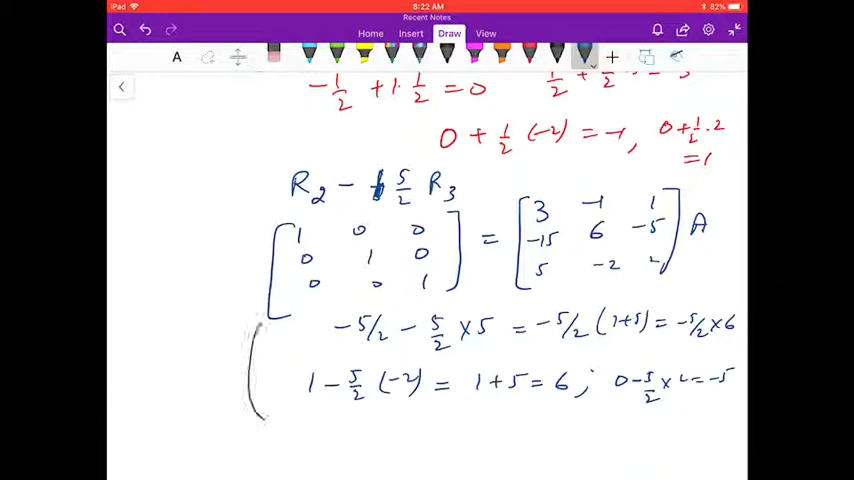 iPad
8:22 AM
82%
Recent Notes
Home Insert Draw View
A
-1/2 + 1·1/2 = 0
0 + 1/2 (-2) = -1, 0 + 1/2 · 2
= 1
R2 - 5/2 R3
[1 0 0 = [3 -1 1
0 1 0 -15 6 -5 ] A
0 0 1] 5 -2 2
-5/2 - 5/2 × 5 = -5/2 (1+5) = -5/2 × 6
1 - 5/2 (-2) = 1 + 5 = 6 ; 0 - 5/2 × 2 = -5